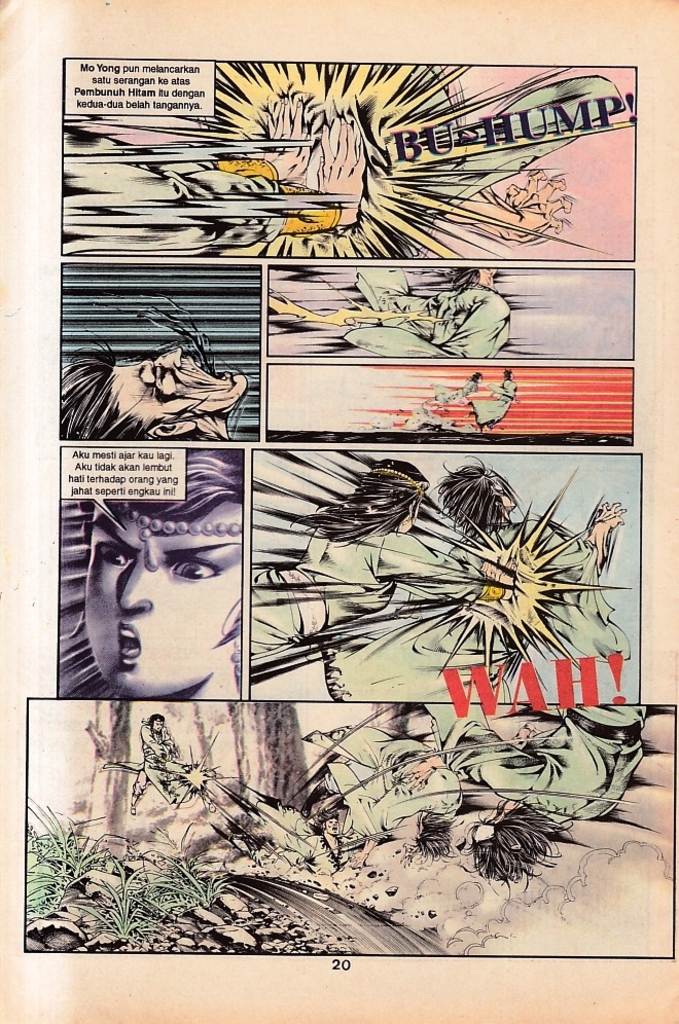 Mo Yong pun melancarkan
satu serangan ke atas
Pembunuh Hitam itu dengan
kedua-dua belah tangannya.
BU-HUMP!
Aku mesti ajar kau lagi.
Aku tidak akan lembut
hati terhadap orang yang
jahat seperti engkau ini!
WAH!
20